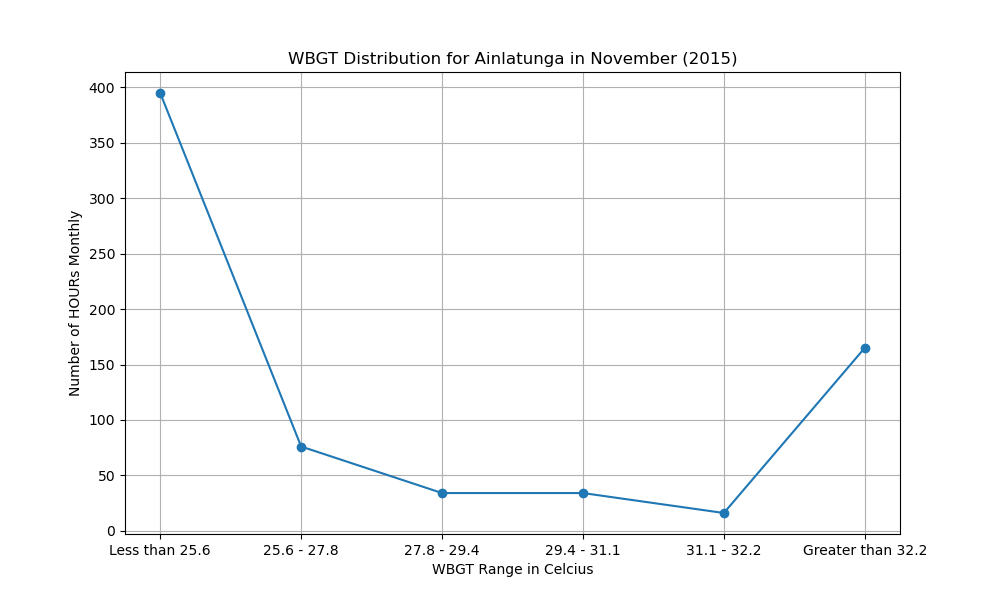 WBGT Distribution for Ainlatunga in November (2015)
Number of HOURs Monthly
400
350
300
250
200
150
100
50
0
Less than 25.6 25.6 - 27.8 27.8 - 29.4 29.4 - 31.1 31.1 - 32.2 Greater than 32.2
WBGT Range in Celcius